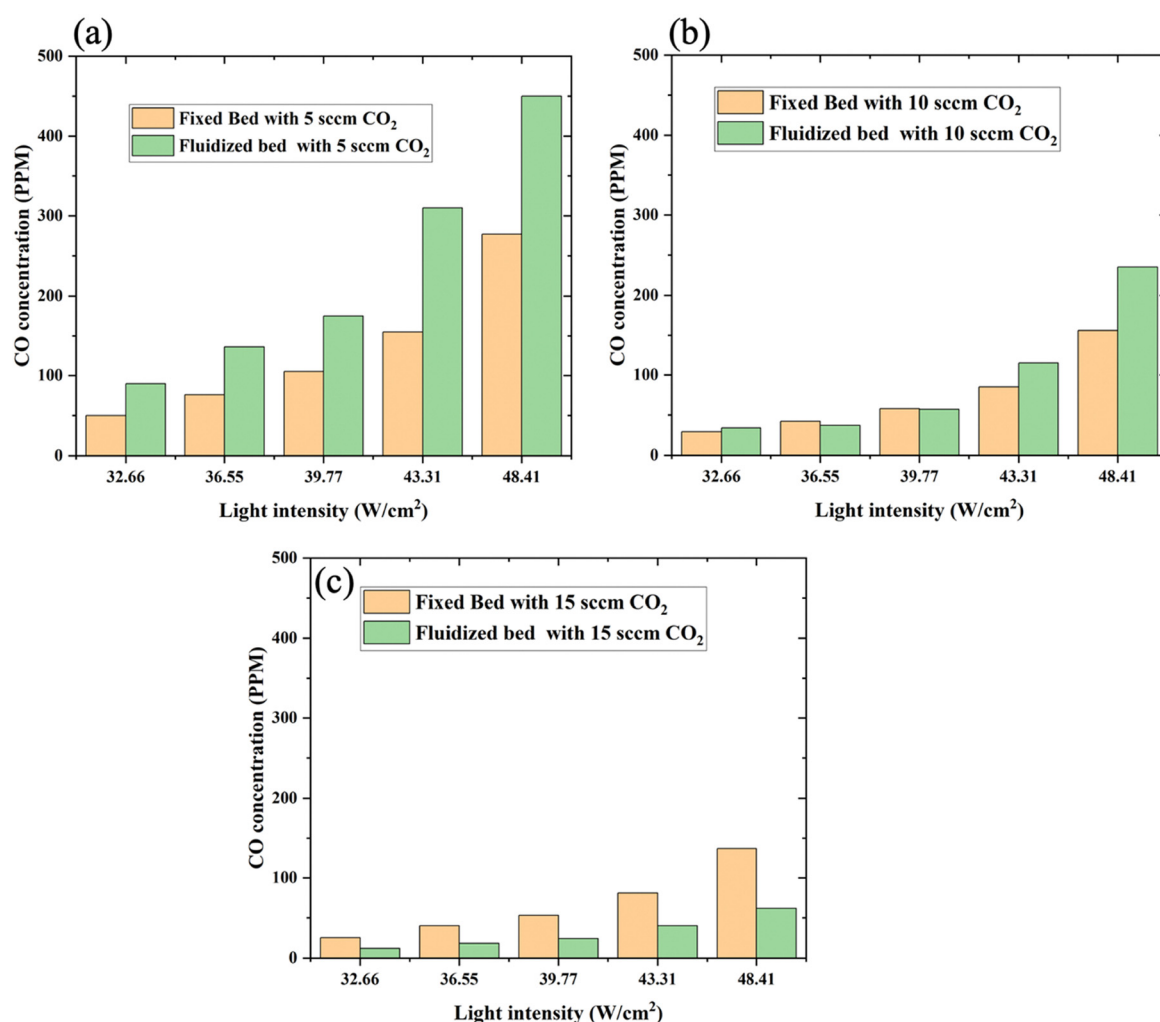 (a)
500
400
300
200
100
0
CO concentration (PPM)
Fixed Bed with 5 sccm CO₂
Fluidized bed with 5 sccm CO₂
32.66 36.55 39.77 43.31 48.41
Light intensity (W/cm²)
(b)
500
400
300
200
100
0
CO concentration (PPM)
Fixed Bed with 10 sccm CO₂
Fluidized bed with 10 sccm CO₂
32.66 36.55 39.77 43.31 48.41
Light intensity (W/cm²)
(c)
500
400
300
200
100
0
CO concentration (PPM)
Fixed Bed with 15 sccm CO₂
Fluidized bed with 15 sccm CO₂
32.66 36.55 39.77 43.31 48.41
Light intensity (W/cm²)